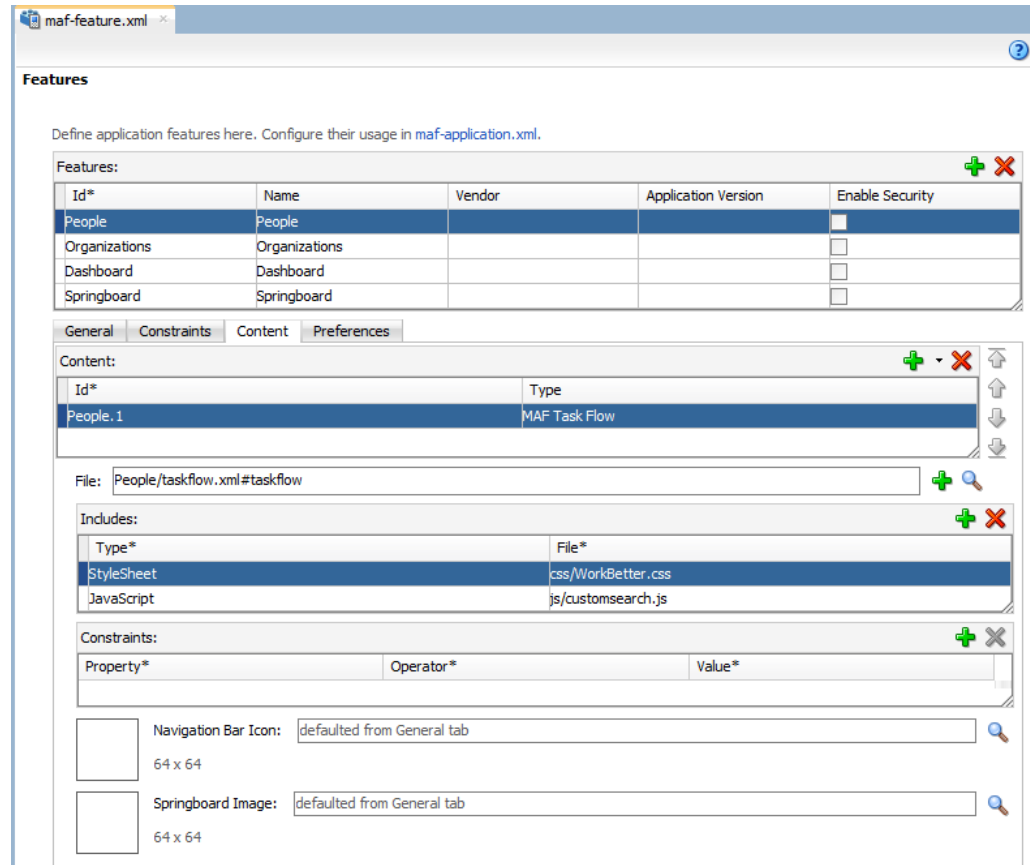 maf-feature.xml
Features
Define application features here. Configure their usage in maf-application.xml.
Features:
Id* Name Vendor Application Version Enable Security
People People
Organizations Organizations
Dashboard Dashboard
Springboard Springboard
General Constraints Content Preferences
Content:
Id* Type
People.1 MAF Task Flow
File: People/taskflow.xml#taskflow
Includes:
Type* File*
StyleSheet css/WorkBetter.css
JavaScript js/customsearch.js
Constraints:
Property* Operator* Value*
Navigation Bar Icon: defaulted from General tab
64 x 64
Springboard Image: defaulted from General tab
64 x 64